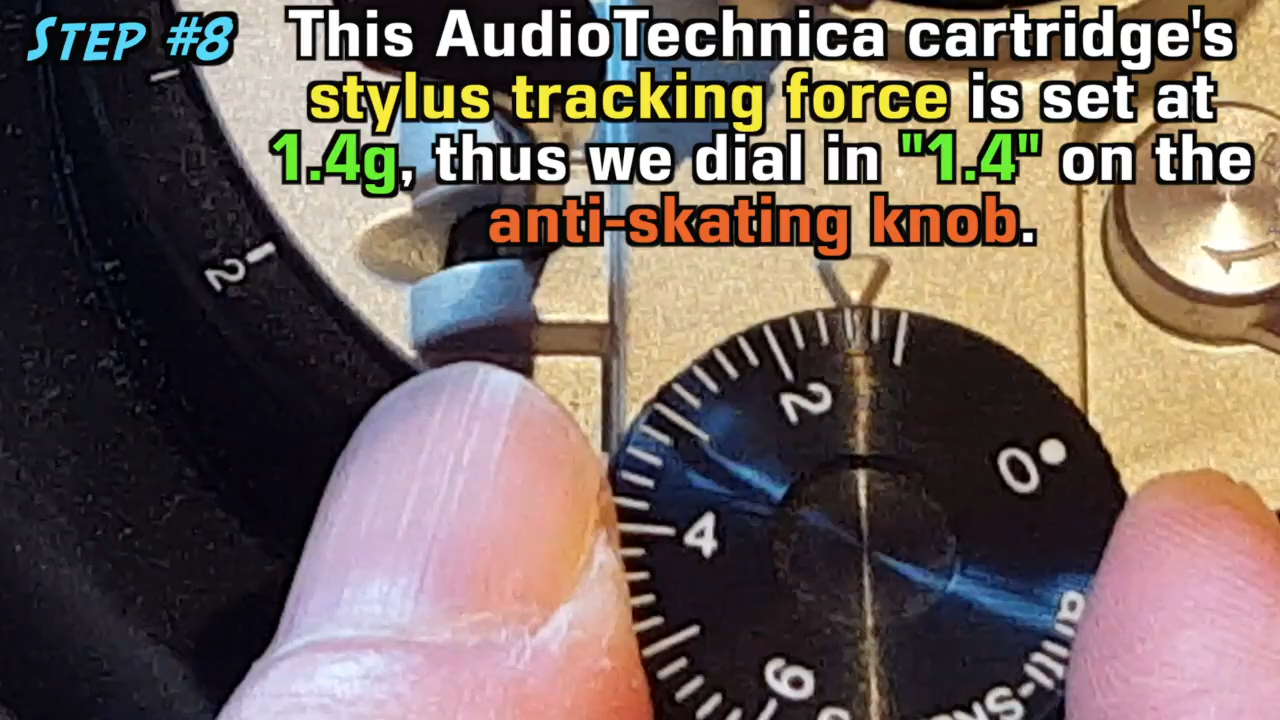 STEP #8
This AudioTechnica cartridge's
stylus tracking force is set at
1.4g, thus we dial in "1.4" on the
anti-skating knob.
2
2
0
4
6